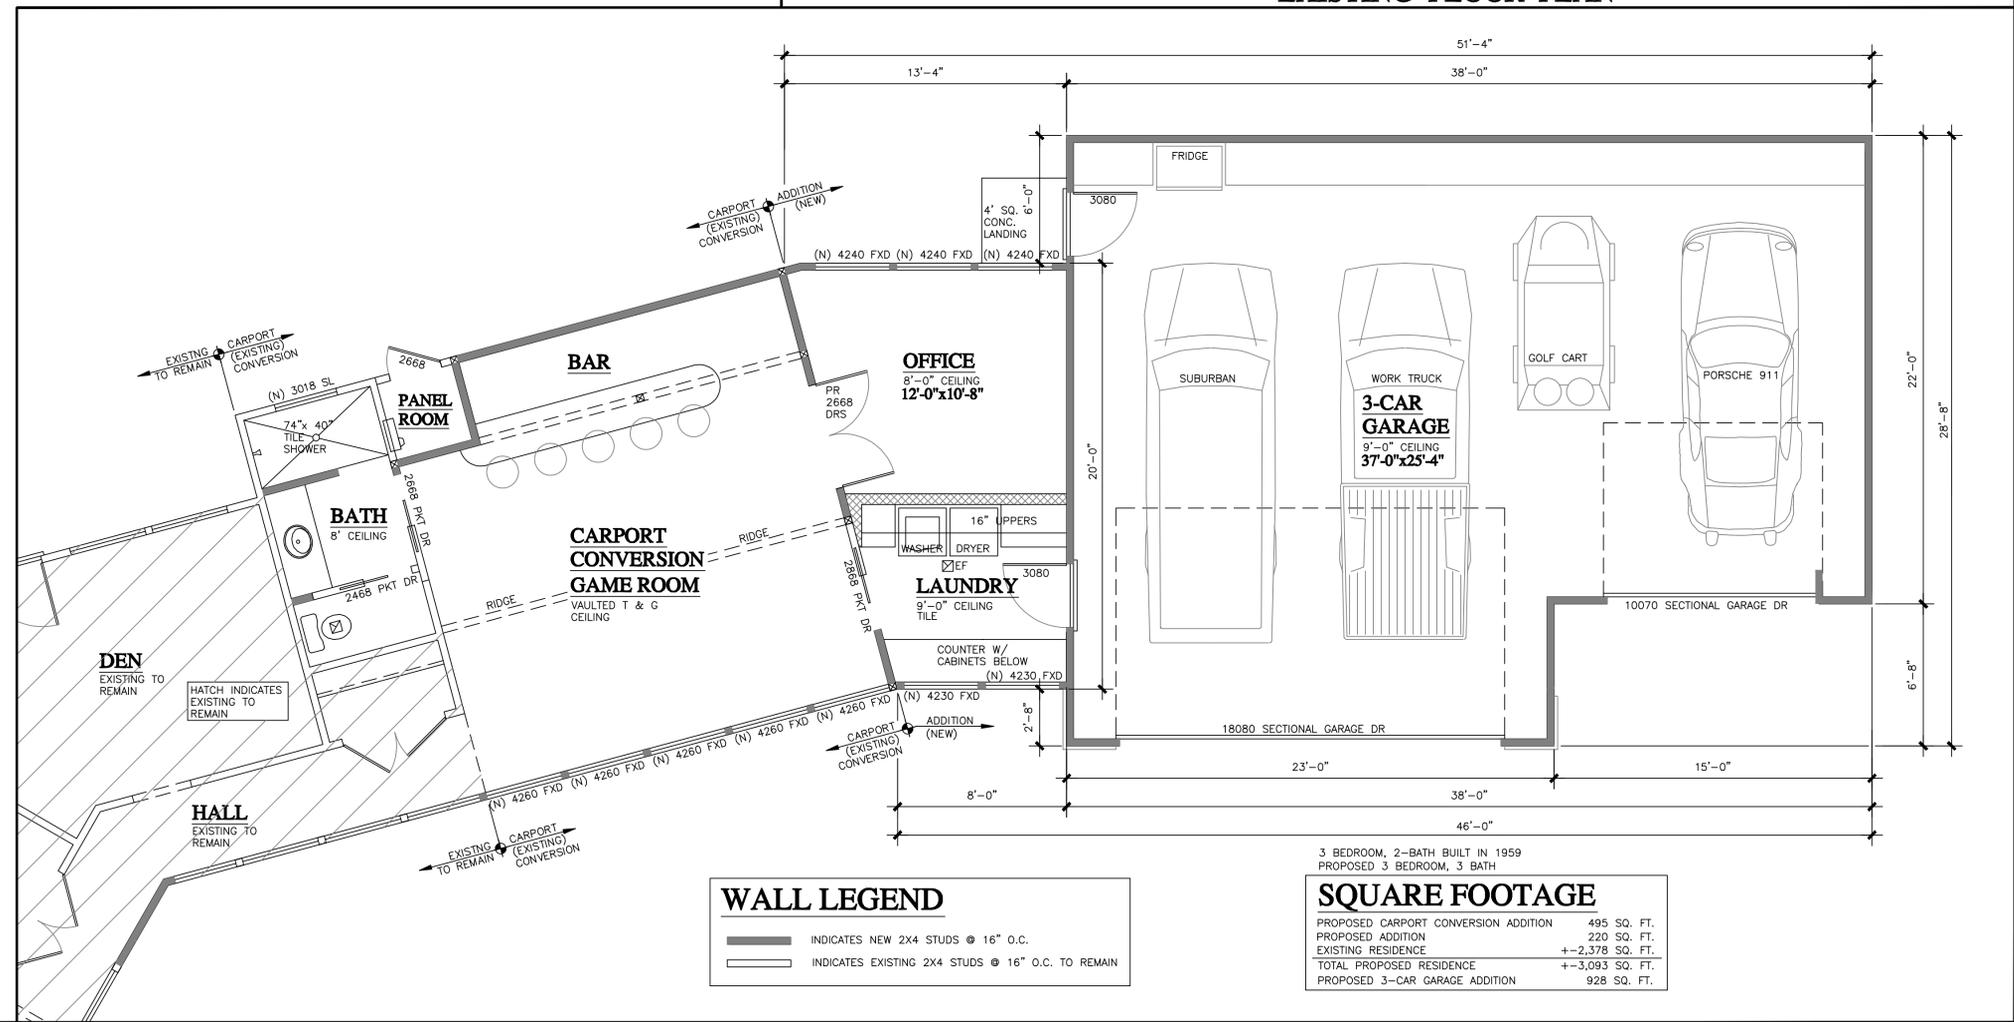 51'-4"
13'-4"
38'-0"
FRIDGE
6'-0"
3080
4' SQ.
CONC.
LANDING
CARPORT
(EXISTING)
CONVERSION
ADDITION
(NEW)
(N) 4240 FXD
(N) 4240 FXD
(N) 4240 FXD
EXISTNG
TO REMAIN
CARPORT
(EXISTING)
CONVERSION
2668
(N) 3018 SL
BAR
OFFICE
8'-0" CEILING
12'-0"x10'-8"
PR
2668
DRS
PANEL
ROOM
74"x 40"
TILE
SHOWER
SUBURBAN
WORK TRUCK
GOLF CART
PORSCHE 911
3-CAR
GARAGE
9'-0" CEILING
37'-0"x25'-4"
22'-0"
28'-8"
20'-0"
2668 PKT DR
BATH
8' CEILING
2468 PKT DR
CARPORT
CONVERSION
GAME ROOM
VAULTED T & G
CEILING
RIDGE
RIDGE
16" UPPERS
WASHER
DRYER
EF
3080
LAUNDRY
9'-0" CEILING
TILE
2868 PKT DR
COUNTER W/
CABINETS BELOW
(N) 4230 FXD
(N) 4230 FXD
10070 SECTIONAL GARAGE DR
18080 SECTIONAL GARAGE DR
6'-8"
2'-8"
DEN
EXISTING TO
REMAIN
HATCH INDICATES
EXISTING TO
REMAIN
(N) 4260 FXD
(N) 4260 FXD
(N) 4260 FXD
(N) 4260 FXD
(N) 4260 FXD
CARPORT
(EXISTING)
CONVERSION
ADDITION
(NEW)
HALL
EXISTING TO
REMAIN
EXISTNG
TO REMAIN
CARPORT
(EXISTING)
CONVERSION
23'-0"
15'-0"
8'-0"
38'-0"
46'-0"
3 BEDROOM, 2-BATH BUILT IN 1959
PROPOSED 3 BEDROOM, 3 BATH
WALL LEGEND
INDICATES NEW 2X4 STUDS @ 16" O.C.
INDICATES EXISTING 2X4 STUDS @ 16" O.C. TO REMAIN
SQUARE FOOTAGE
PROPOSED CARPORT CONVERSION ADDITION 495 SQ. FT.
PROPOSED ADDITION 220 SQ. FT.
EXISTING RESIDENCE +-2,378 SQ. FT.
TOTAL PROPOSED RESIDENCE +-3,093 SQ. FT.
PROPOSED 3-CAR GARAGE ADDITION 928 SQ. FT.